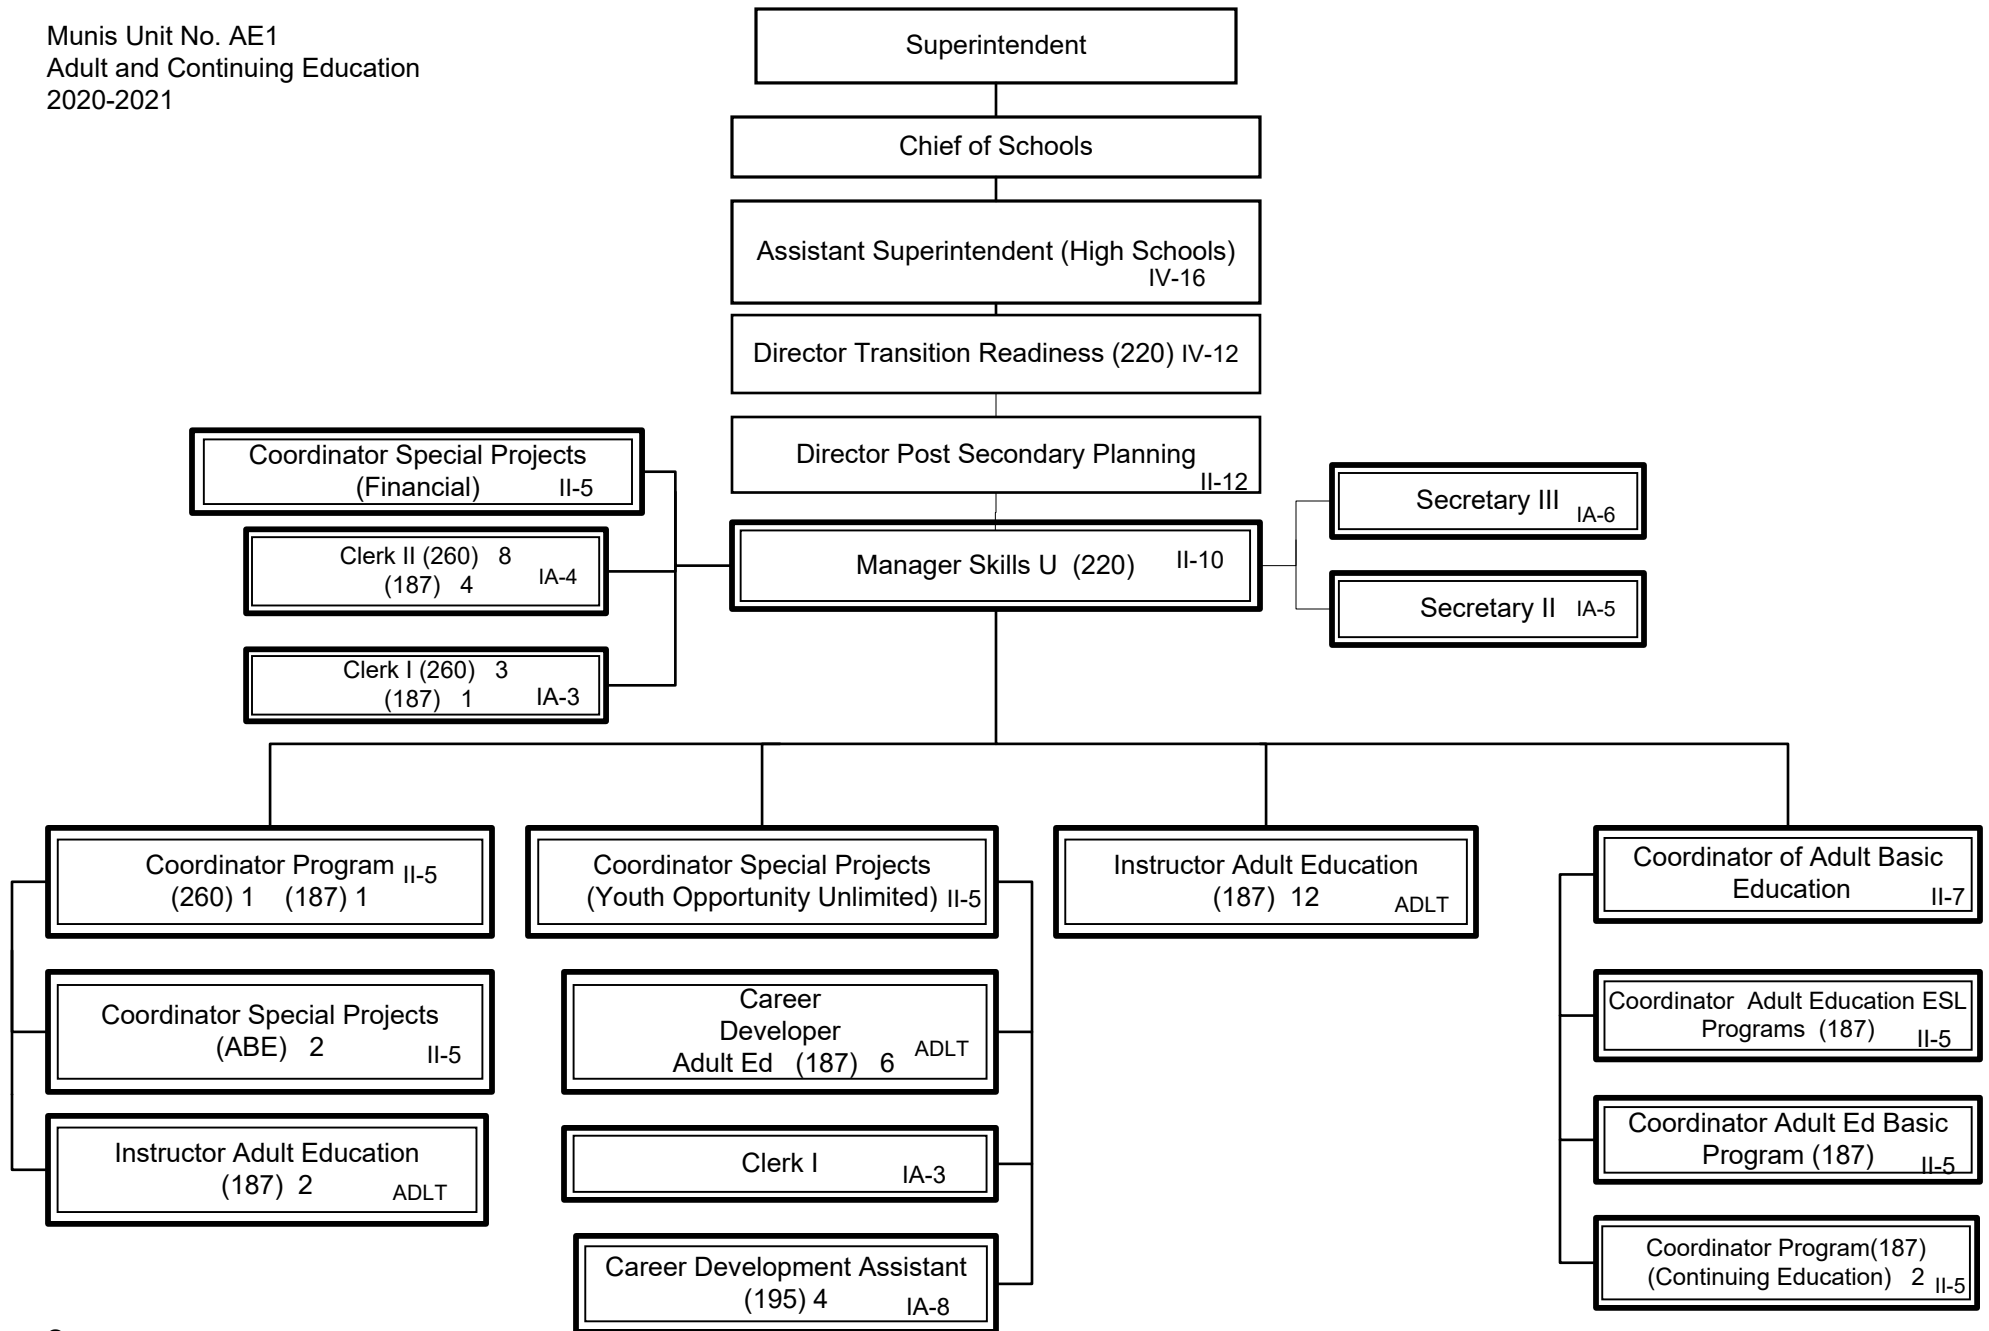 Munis Unit No. AE1
Adult and Continuing Education
2020-2021
Superintendent
Chief of Schools
Assistant Superintendent (High Schools)
IV-16
Director Transition Readiness (220) IV-12
Director Post Secondary Planning
II-12
Coordinator Special Projects
(Financial) II-5
Clerk II (260) 8
(187) 4 IA-4
Clerk I (260) 3
(187) 1 IA-3
Manager Skills U (220) II-10
Secretary III IA-6
Secretary II IA-5
Coordinator Program II-5
(260) 1 (187) 1
Coordinator Special Projects
(ABE) 2 II-5
Instructor Adult Education
(187) 2 ADLT
Coordinator Special Projects
(Youth Opportunity Unlimited) II-5
Career
Developer
Adult Ed (187) 6 ADLT
Clerk I IA-3
Career Development Assistant
(195) 4 IA-8
Instructor Adult Education
(187) 12 ADLT
Coordinator of Adult Basic
Education II-7
Coordinator Adult Education ESL
Programs (187) II-5
Coordinator Adult Ed Basic
Program (187) II-5
Coordinator Program(187)
(Continuing Education) 2 II-5